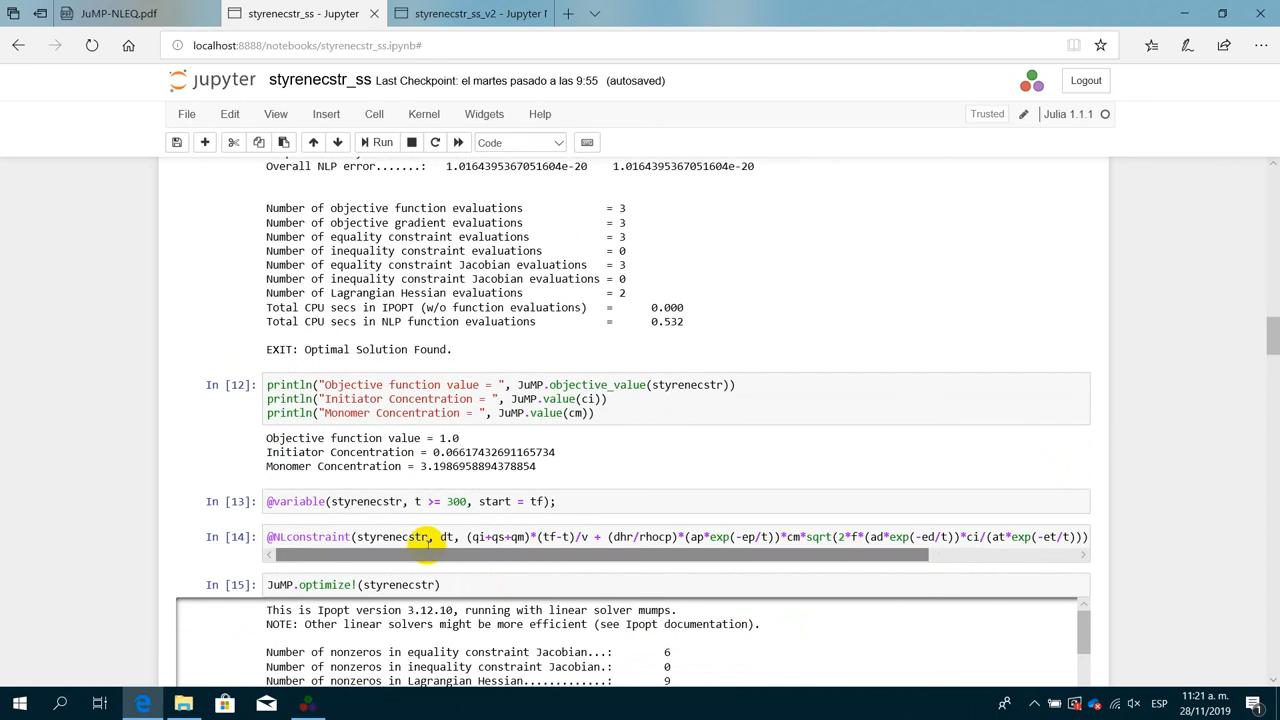 JuMP-NLEQ.pdf
styrenecstr_ss - Jupyter
styrenecstr_ss_v2 - Jupyter
localhost:8888/notebooks/styrenecstr_ss.ipynb#
jupyter styrenecstr_ss Last Checkpoint: el martes pasado a las 9:55 (autosaved)
Logout
File Edit View Insert Cell Kernel Widgets Help
Trusted Julia 1.1.1
Run Code
Overall NLP error.......: 1.0164395367051604e-20 1.0164395367051604e-20
Number of objective function evaluations = 3
Number of objective gradient evaluations = 3
Number of equality constraint evaluations = 3
Number of inequality constraint evaluations = 0
Number of equality constraint Jacobian evaluations = 3
Number of inequality constraint Jacobian evaluations = 0
Number of Lagrangian Hessian evaluations = 2
Total CPU secs in IPOPT (w/o function evaluations) = 0.000
Total CPU secs in NLP function evaluations = 0.532
EXIT: Optimal Solution Found.
In [12]: println("Objective function value = ", JuMP.objective_value(styrenecstr))
println("Initiator Concentration = ", JuMP.value(ci))
println("Monomer Concentration = ", JuMP.value(cm))
Objective function value = 1.0
Initiator Concentration = 0.06617432691165734
Monomer Concentration = 3.1986958894378854
In [13]: @variable(styrenecstr, t >= 300, start = tf);
In [14]: @NLconstraint(styrenecstr, dt, (qi+qs+qm)*(tf-t)/v + (dhr/rhocp)*(ap*exp(-ep/t))*cm*sqrt(2*f*(ad*exp(-ed/t))*ci/(at*exp(-et/t)))
In [15]: JuMP.optimize!(styrenecstr)
This is Ipopt version 3.12.10, running with linear solver mumps.
NOTE: Other linear solvers might be more efficient (see Ipopt documentation).
Number of nonzeros in equality constraint Jacobian...: 6
Number of nonzeros in inequality constraint Jacobian.: 0
Number of nonzeros in Lagrangian Hessian.............: 9
ESP
11:21 a. m.
28/11/2019
1